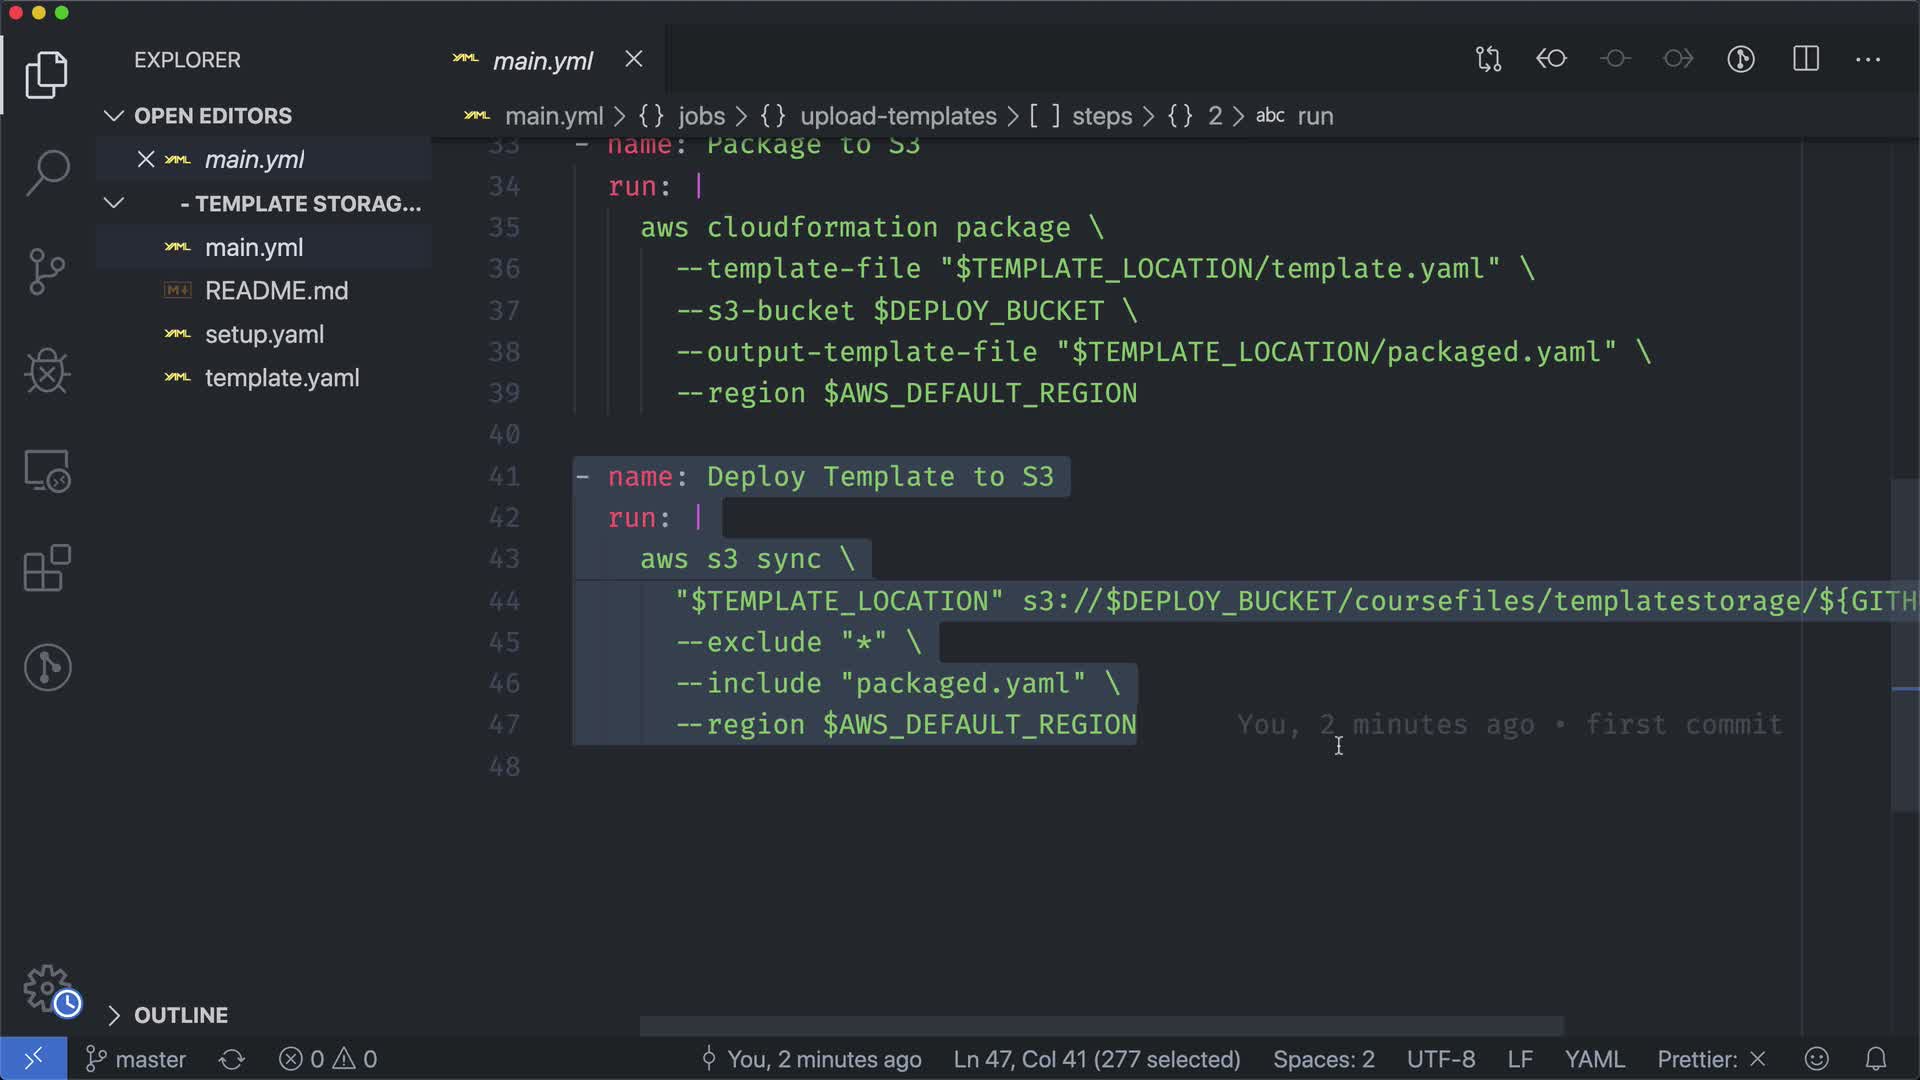 EXPLORER
OPEN EDITORS
main.yml
- TEMPLATE STORAG...
main.yml
README.md
setup.yaml
template.yaml
OUTLINE
main.yml
main.yml > {} jobs > {} upload-templates > [ ] steps > {} 2 > abc run
33 - name: Package to S3
34 run: |
35 aws cloudformation package \
36 --template-file "$TEMPLATE_LOCATION/template.yaml" \
37 --s3-bucket $DEPLOY_BUCKET \
38 --output-template-file "$TEMPLATE_LOCATION/packaged.yaml" \
39 --region $AWS_DEFAULT_REGION
40
41 - name: Deploy Template to S3
42 run: |
43 aws s3 sync \
44 "$TEMPLATE_LOCATION" s3://$DEPLOY_BUCKET/coursefiles/templatestorage/${GITH
45 --exclude "*" \
46 --include "packaged.yaml" \
47 --region $AWS_DEFAULT_REGION You, 2 minutes ago • first commit
48
master 0 0 You, 2 minutes ago Ln 47, Col 41 (277 selected) Spaces: 2 UTF-8 LF YAML Prettier: ×